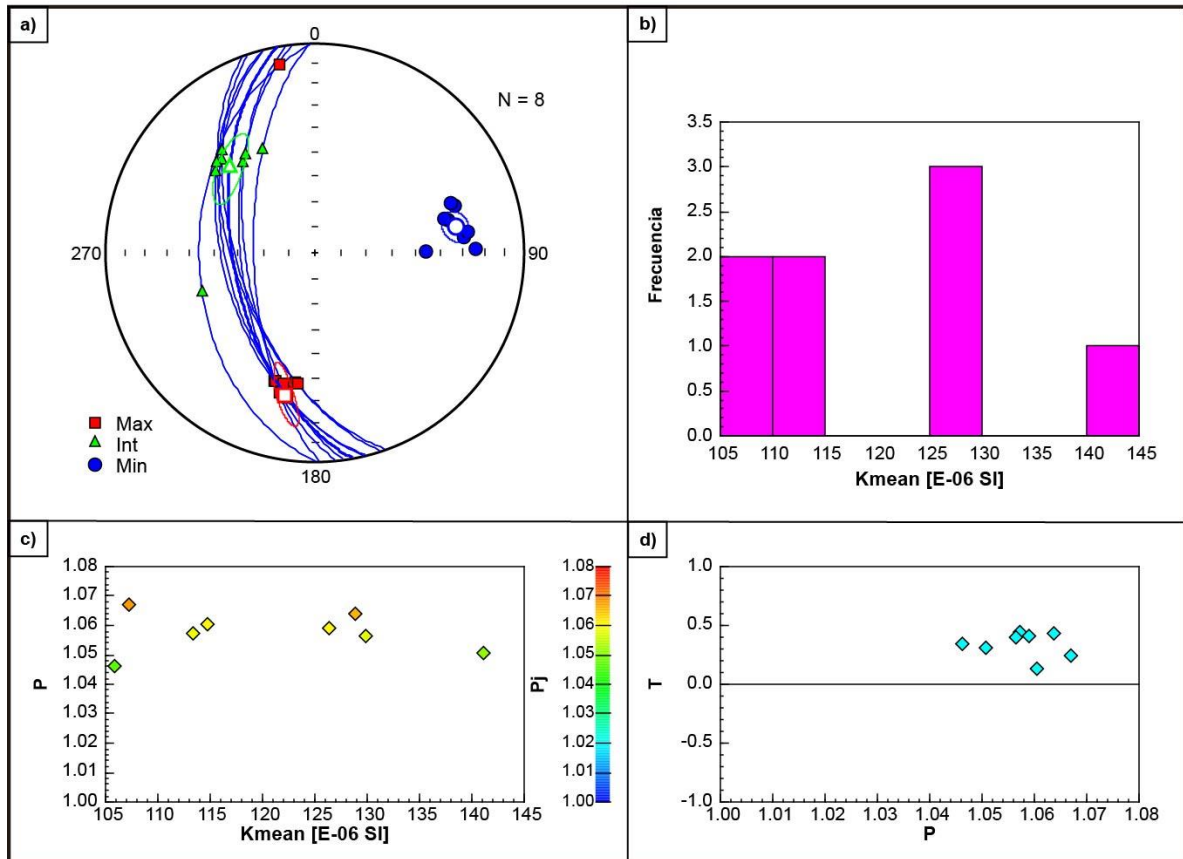 a)
0
N = 8
270
90
180
Max
Int
Min
b)
Frecuencia
3.5
3.0
2.5
2.0
1.5
1.0
0.5
0.0
105 110 115 120 125 130 135 140 145
Kmean [E-06 SI]
c)
P
1.08
1.07
1.06
1.05
1.04
1.03
1.02
1.01
1.00
105 110 115 120 125 130 135 140 145
Kmean [E-06 SI]
Pj
1.08
1.07
1.06
1.05
1.04
1.03
1.02
1.01
1.00
d)
T
1.0
0.5
0.0
-0.5
-1.0
1.00 1.01 1.02 1.03 1.04 1.05 1.06 1.07 1.08
P